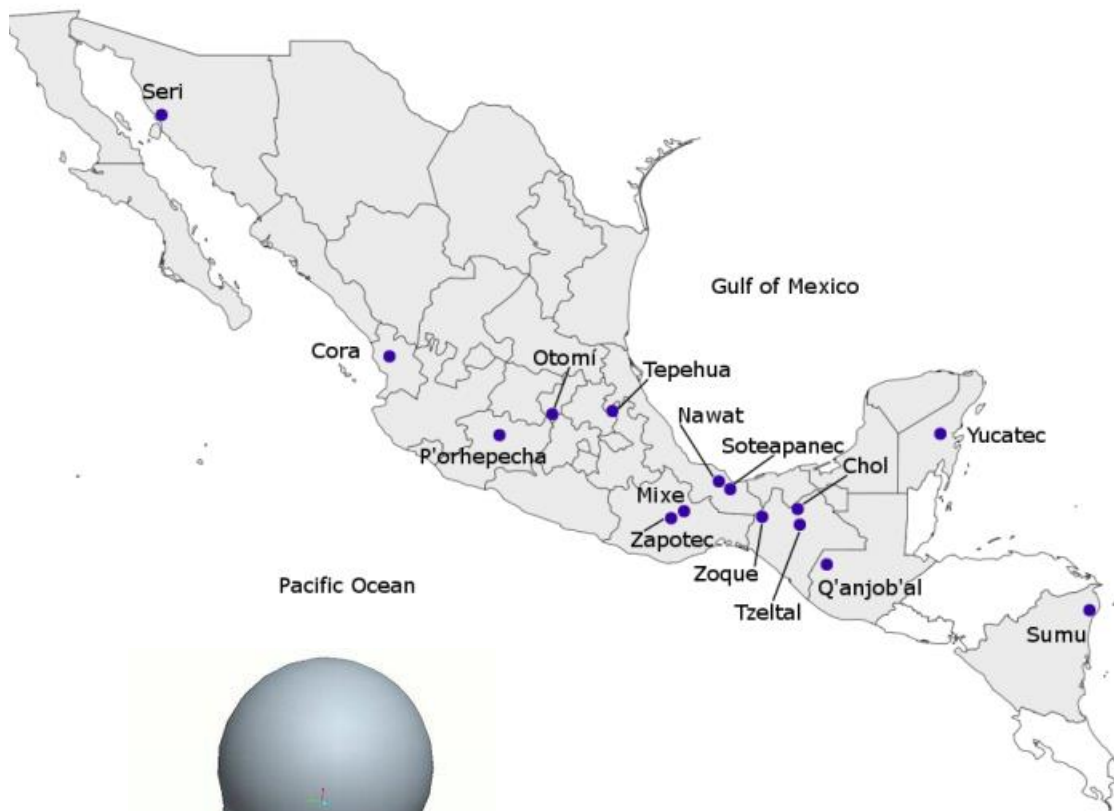 Seri
Gulf of Mexico
Cora
Otomí
Tepehua
Nawat
Yucatec
Soteapanec
P'orhepecha
Chol
Mixe
Zapotec
Zoque
Pacific Ocean
Q'anjob'al
Tzeltal
Sumu